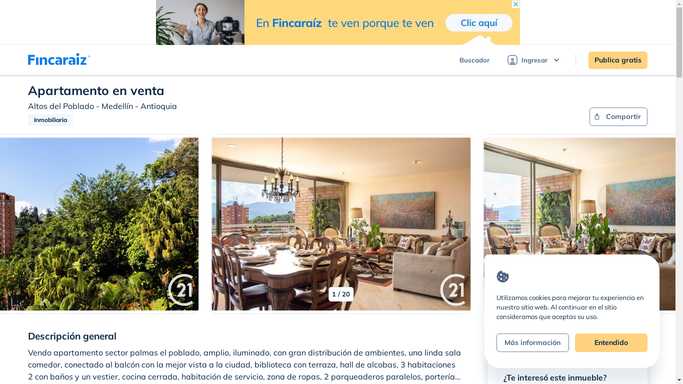 En Fincaraíz te ven porque te ven
Clic aquí
Fincaraiz
Buscador
Ingresar
Publica gratis
Apartamento en venta
Altos del Poblado - Medellín - Antioquia
Inmobiliaria
Compartir
21
1 / 20
21
Descripción general
Vendo apartamento sector palmas el poblado, amplio, iluminado, con gran distribución de ambientes, una linda sala
comedor, conectado al balcón con la mejor vista a la ciudad, biblioteca con terraza, hall de alcobas, 3 habitaciones
2 con baños y un vestier, cocina cerrada, habitación de servicio, zona de ropas, 2 parqueaderos paralelos, portería...
Utilizamos cookies para mejorar tu experiencia en
nuestro sitio web. Al continuar en el sitio
consideramos que aceptas su uso.
Más información
Entendido
¿Te interesó este inmueble?